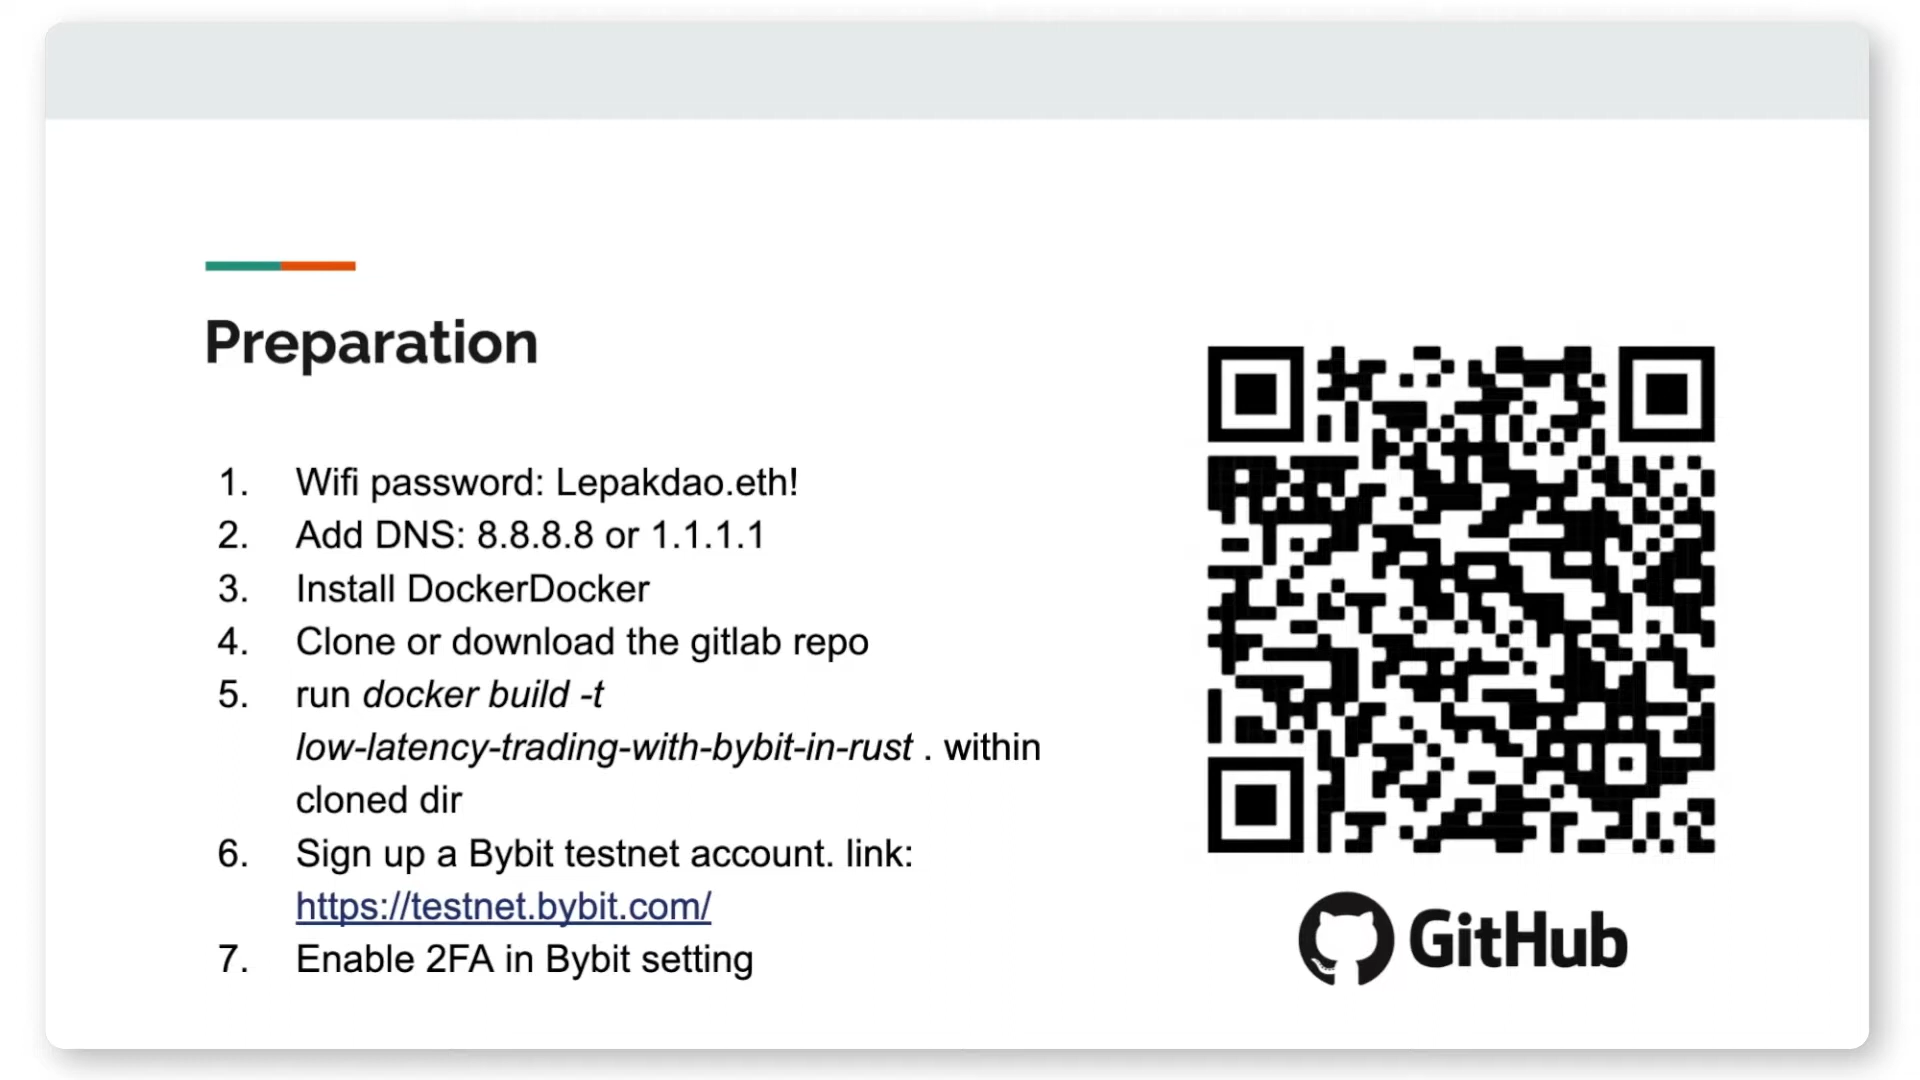 Preparation
1. Wifi password: Lepakdao.eth!
2. Add DNS: 8.8.8.8 or 1.1.1.1
3. Install DockerDocker
4. Clone or download the gitlab repo
5. run docker build -t
low-latency-trading-with-bybit-in-rust . within
cloned dir
6. Sign up a Bybit testnet account. link:
https://testnet.bybit.com/
7. Enable 2FA in Bybit setting
GitHub